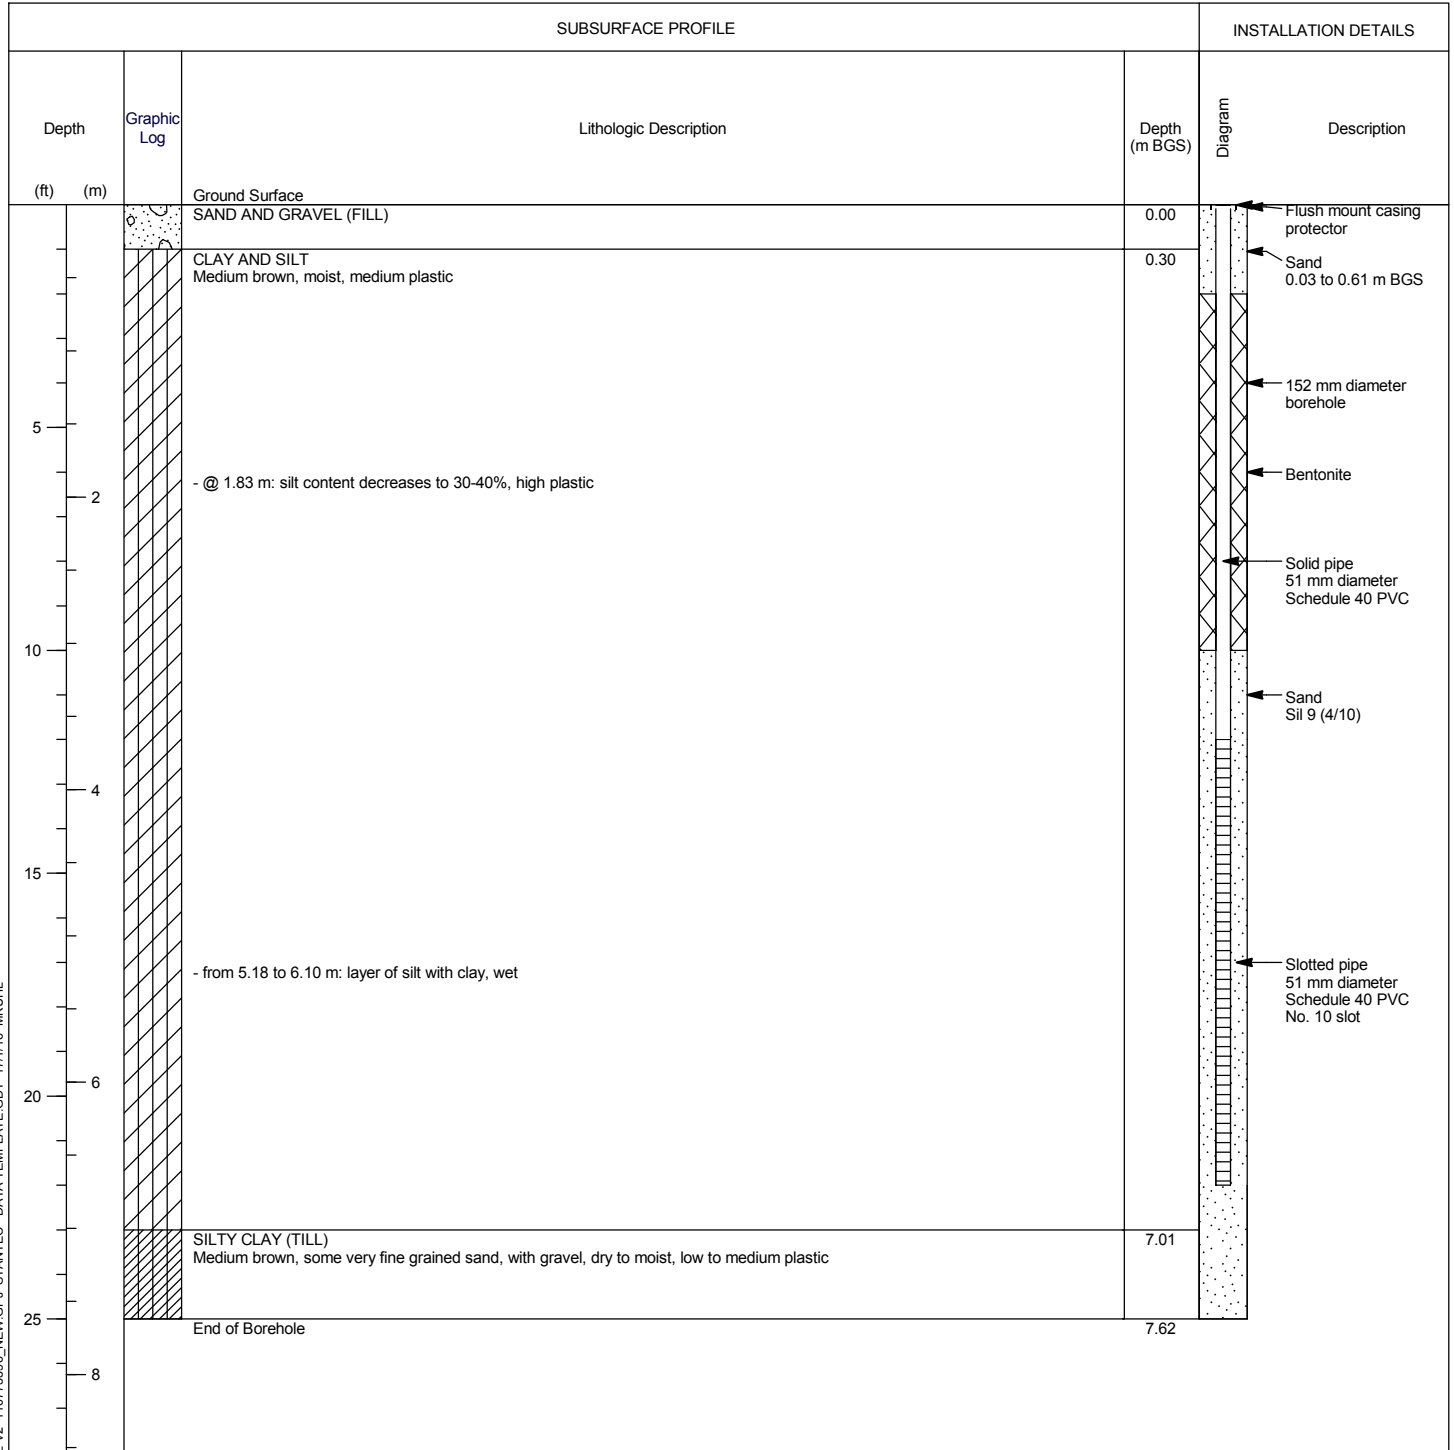 SUBSURFACE PROFILE
INSTALLATION DETAILS
Depth
Graphic
Log
Lithologic Description
Depth
(m BGS)
Diagram
Description
(ft) (m)
Ground Surface
SAND AND GRAVEL (FILL)
0.00
Flush mount casing
protector
CLAY AND SILT
0.30
Medium brown, moist, medium plastic
Sand
0.03 to 0.61 m BGS
152 mm diameter
borehole
5
- @ 1.83 m: silt content decreases to 30-40%, high plastic
Bentonite
2
Solid pipe
51 mm diameter
Schedule 40 PVC
10
Sand
Sil 9 (4/10)
4
15
- from 5.18 to 6.10 m: layer of silt with clay, wet
Slotted pipe
51 mm diameter
Schedule 40 PVC
No. 10 slot
6
20
SILTY CLAY (TILL)
7.01
Medium brown, some very fine grained sand, with gravel, dry to moist, low to medium plastic
25
End of Borehole
7.62
8